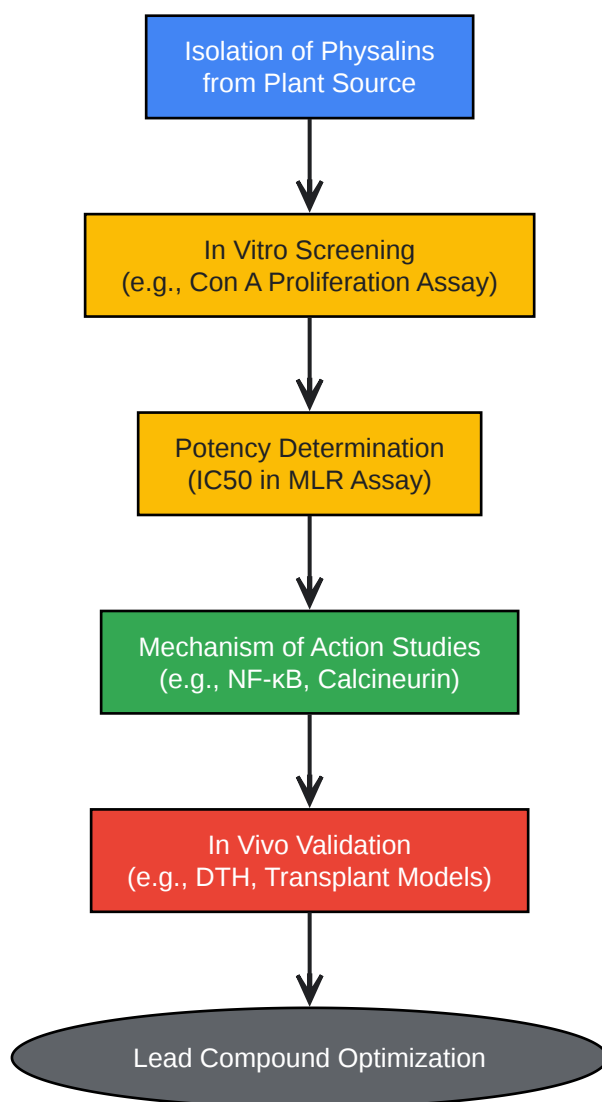 Isolation of Physalins
from Plant Source
In Vitro Screening
(e.g., Con A Proliferation Assay)
Potency Determination
(IC50 in MLR Assay)
Mechanism of Action Studies
(e.g., NF-κB, Calcineurin)
In Vivo Validation
(e.g., DTH, Transplant Models)
Lead Compound Optimization